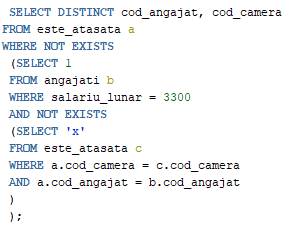 SELECT DISTINCT cod_angajat, cod_camera
FROM este_atasata a
WHERE NOT EXISTS
(SELECT 1
FROM angajati b
WHERE salariu_lunar = 3300
AND NOT EXISTS
(SELECT 'x'
FROM este_atasata c
WHERE a.cod_camera = c.cod_camera
AND a.cod_angajat = b.cod_angajat
)
);